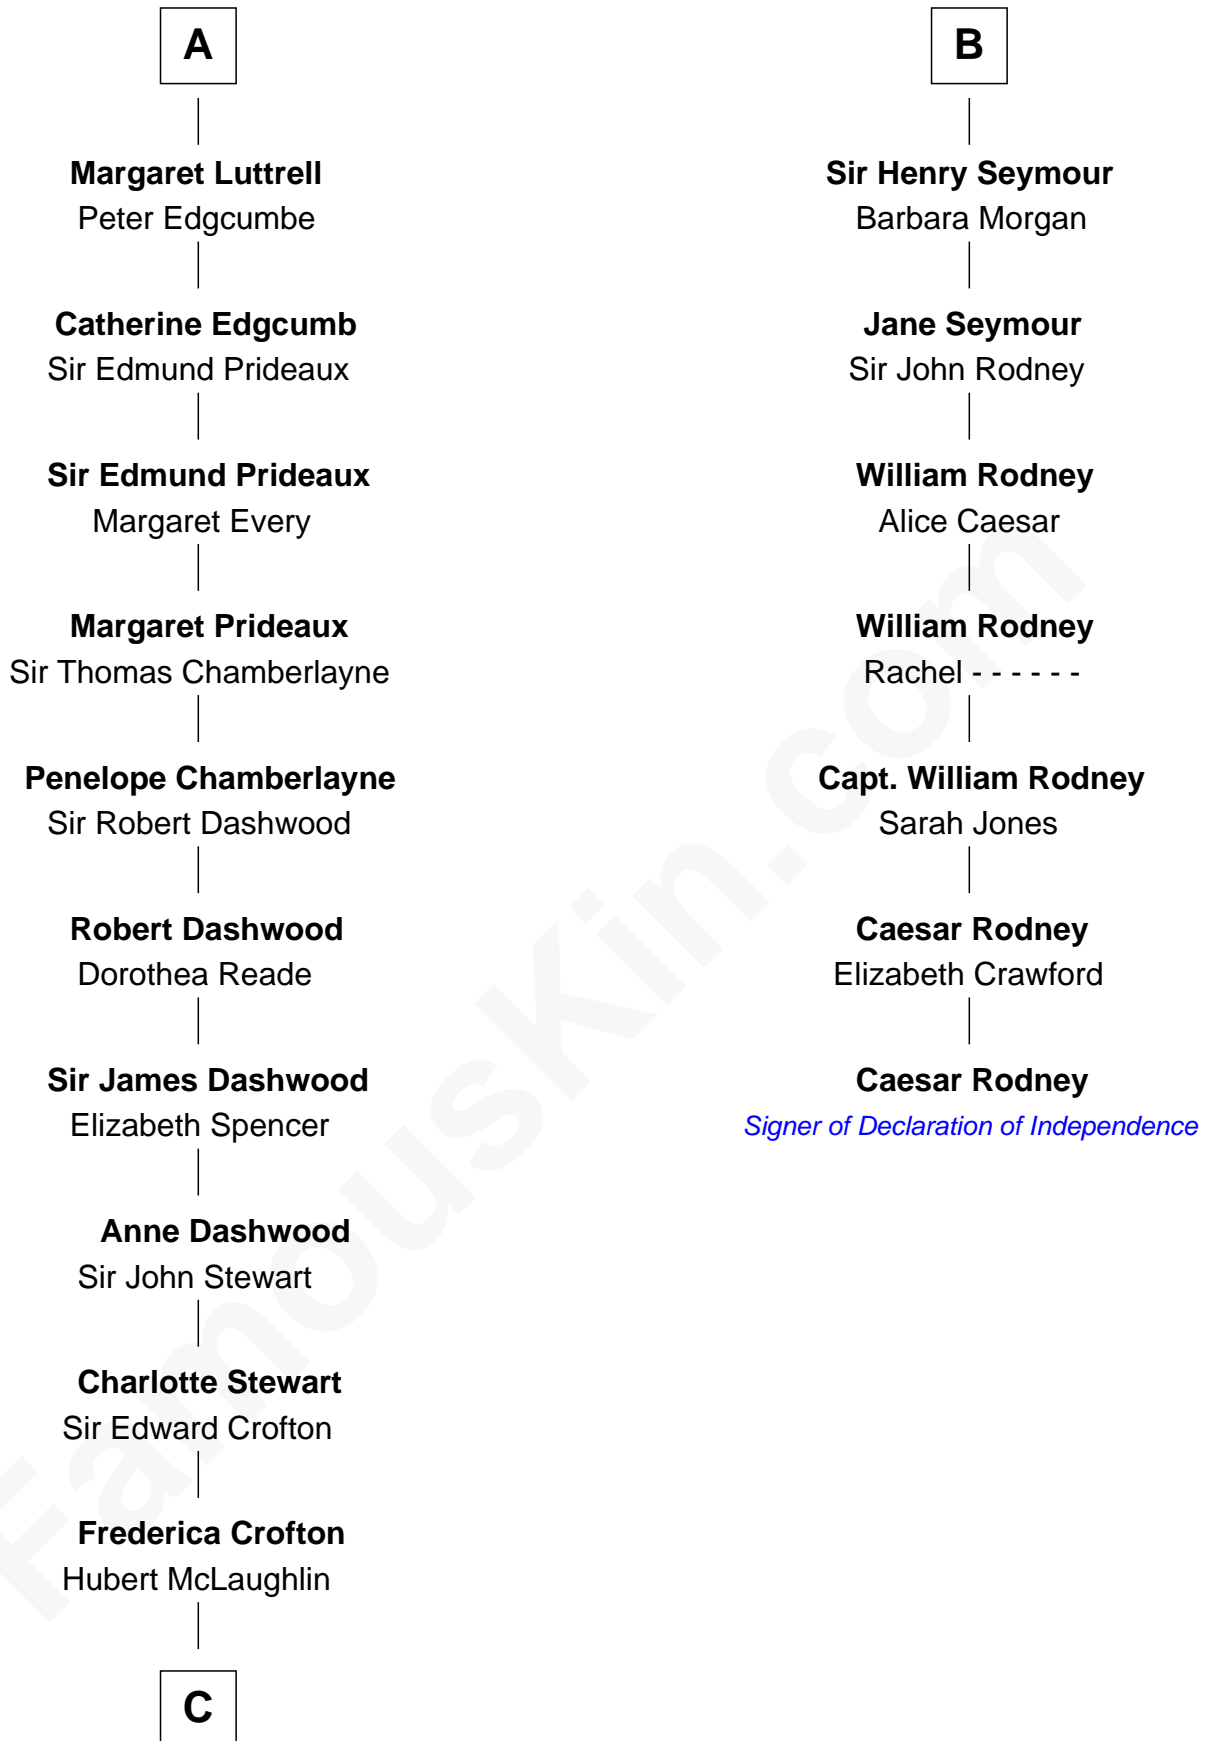 A
Margaret Luttrell
Peter Edgcumbe
Catherine Edgcumb
Sir Edmund Prideaux
Sir Edmund Prideaux
Margaret Every
Margaret Prideaux
Sir Thomas Chamberlayne
Penelope Chamberlayne
Sir Robert Dashwood
Robert Dashwood
Dorothea Reade
Sir James Dashwood
Elizabeth Spencer
Anne Dashwood
Sir John Stewart
Charlotte Stewart
Sir Edward Crofton
Frederica Crofton
Hubert McLaughlin
C
B
Sir Henry Seymour
Barbara Morgan
Jane Seymour
Sir John Rodney
William Rodney
Alice Caesar
William Rodney
Rachel - - - - - -
Capt. William Rodney
Sarah Jones
Caesar Rodney
Elizabeth Crawford
Caesar Rodney
Signer of Declaration of Independence
FamousKin.com